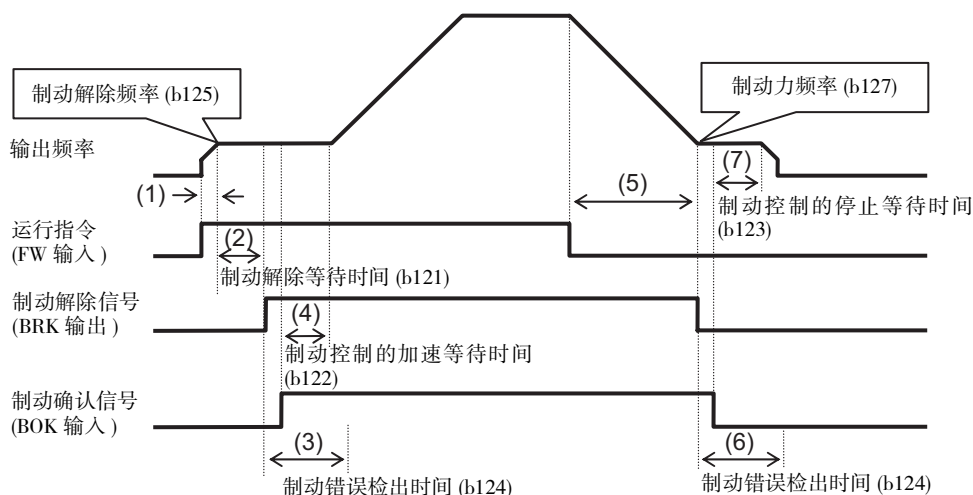 制动解除频率 (b125)
制动力频率 (b127)
输出频率
(1)
(5)
(7)
制动控制的停止等待时间
(b123)
运行指令
(FW 输入 )
(2)
制动解除等待时间 (b121)
制动解除信号
(BRK 输出 )
(4)
制动控制的加速等待时间
(b122)
制动确认信号
(BOK 输入 )
(3)
(6)
制动错误检出时间 (b124)
制动错误检出时间 (b124)